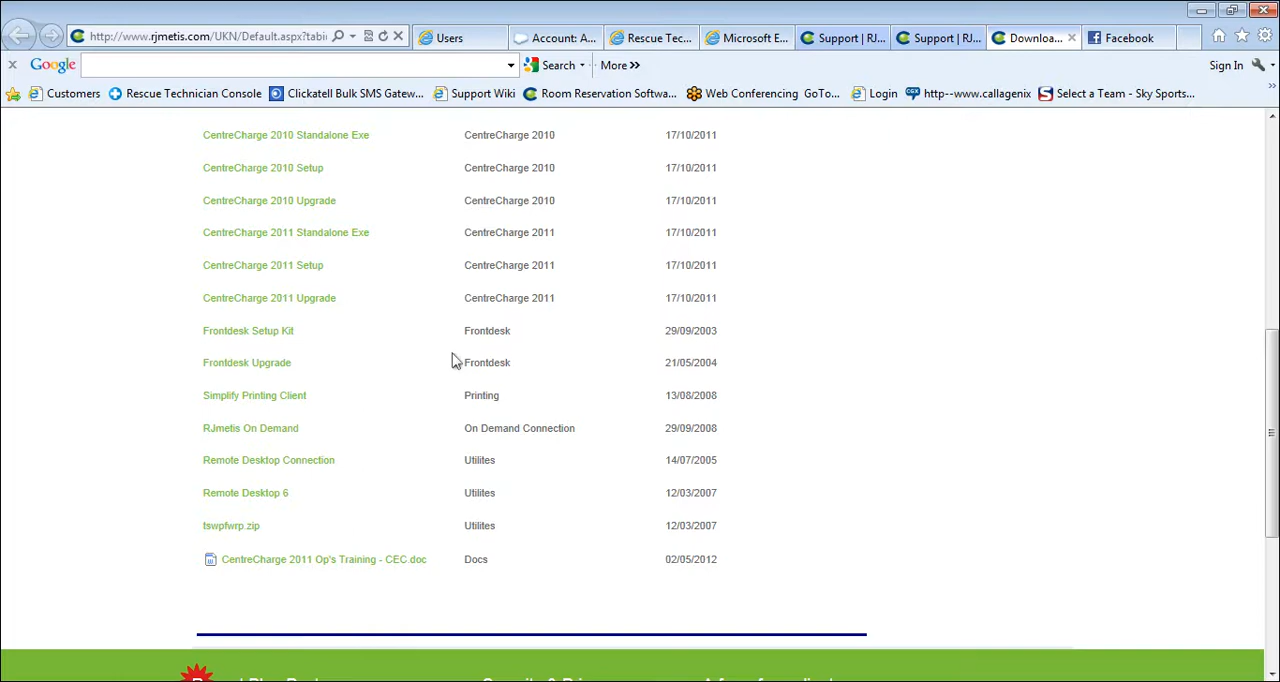 http://www.rjmetis.com/UKN/Default.aspx?tabi
Users
Account: A...
Rescue Tec...
Microsoft E...
Support | RJ...
Support | RJ...
Downloa...
Facebook
Google
Search
More >>
Sign In
Customers
Rescue Technician Console
Clickatell Bulk SMS Gatew...
Support Wiki
Room Reservation Softwa...
Web Conferencing GoTo...
Login
http--www.callagenix
Select a Team - Sky Sports...
CentreCharge 2010 Standalone Exe CentreCharge 2010 17/10/2011
CentreCharge 2010 Setup CentreCharge 2010 17/10/2011
CentreCharge 2010 Upgrade CentreCharge 2010 17/10/2011
CentreCharge 2011 Standalone Exe CentreCharge 2011 17/10/2011
CentreCharge 2011 Setup CentreCharge 2011 17/10/2011
CentreCharge 2011 Upgrade CentreCharge 2011 17/10/2011
Frontdesk Setup Kit Frontdesk 29/09/2003
Frontdesk Upgrade Frontdesk 21/05/2004
Simplify Printing Client Printing 13/08/2008
RJmetis On Demand On Demand Connection 29/09/2008
Remote Desktop Connection Utilites 14/07/2005
Remote Desktop 6 Utilites 12/03/2007
tswpfwrp.zip Utilites 12/03/2007
CentreCharge 2011 Op's Training - CEC.doc Docs 02/05/2012